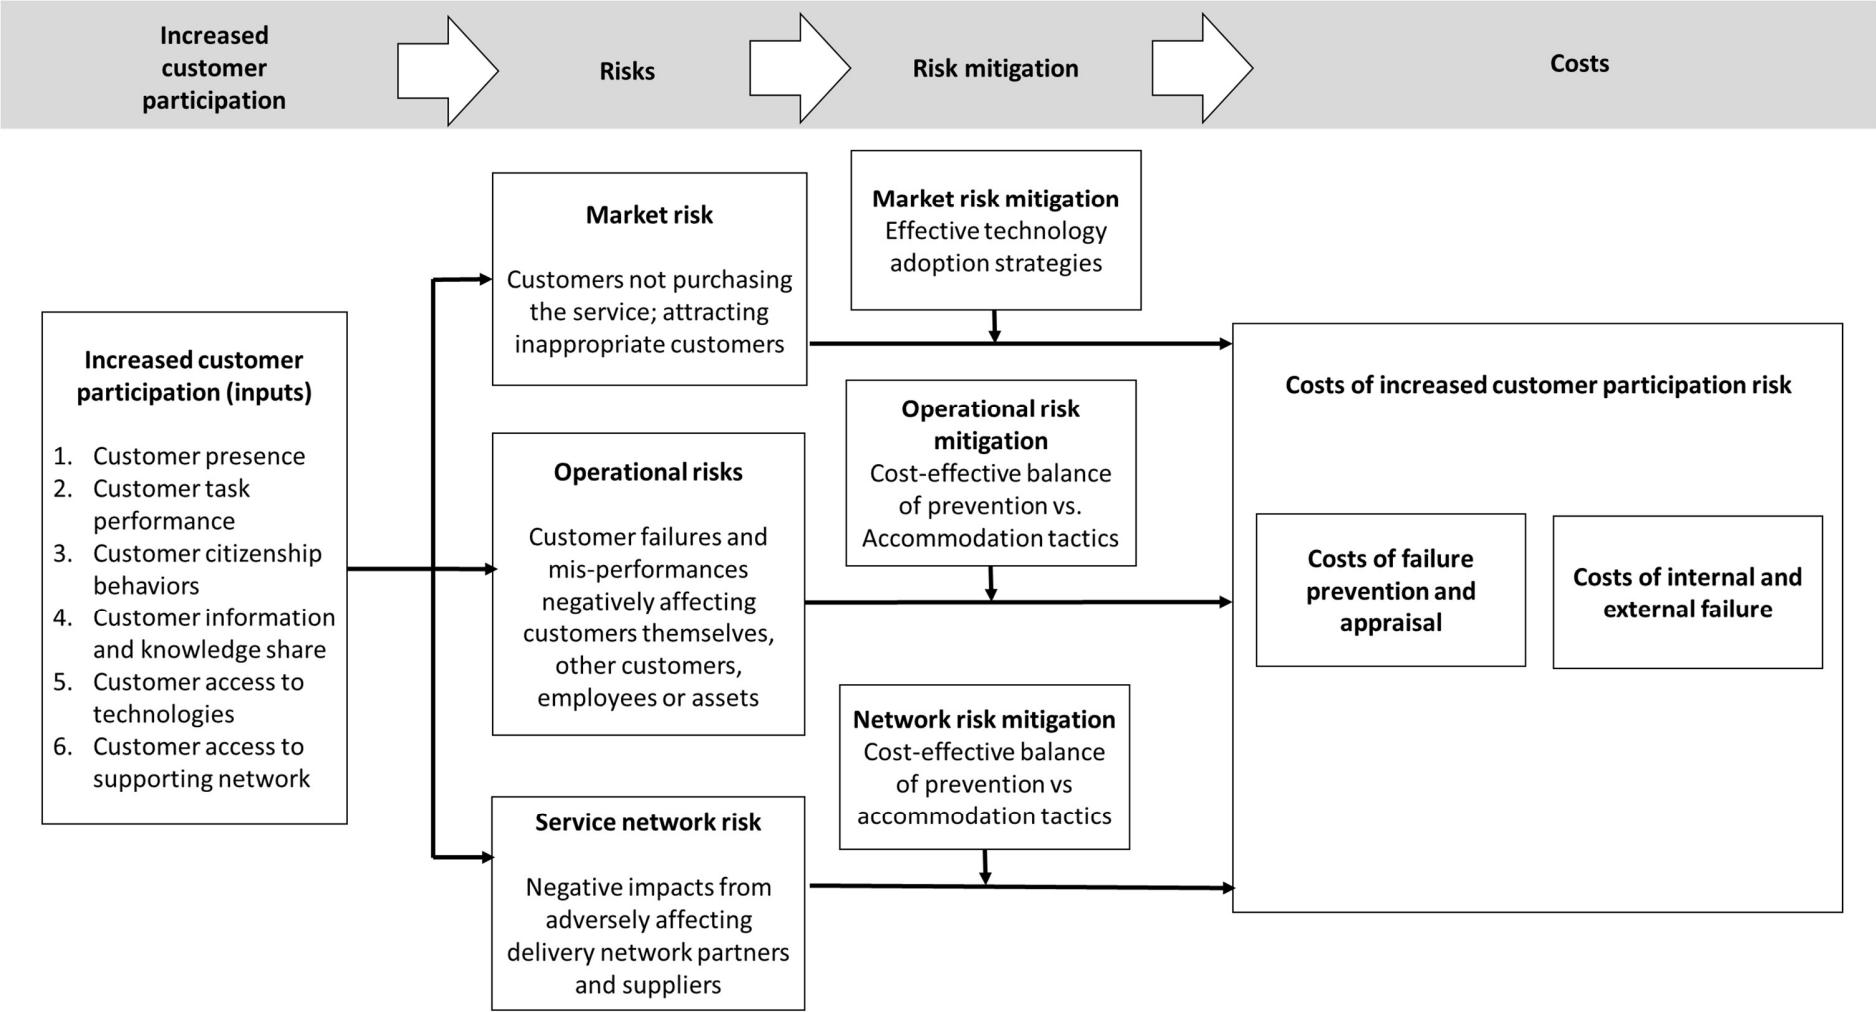 Increased
customer
participation
Risks
Risk mitigation
Costs
Increased customer
participation (inputs)
1. Customer presence
2. Customer task
performance
3. Customer citizenship
behaviors
4. Customer information
and knowledge share
5. Customer access to
technologies
6. Customer access to
supporting network
Market risk
Customers not purchasing
the service; attracting
inappropriate customers
Operational risks
Customer failures and
mis-performances
negatively affecting
customers themselves,
other customers,
employees or assets
Service network risk
Negative impacts from
adversely affecting
delivery network partners
and suppliers
Market risk mitigation
Effective technology
adoption strategies
Operational risk
mitigation
Cost-effective balance
of prevention vs.
Accommodation tactics
Network risk mitigation
Cost-effective balance
of prevention vs
accommodation tactics
Costs of increased customer participation risk
Costs of failure
prevention and
appraisal
Costs of internal and
external failure